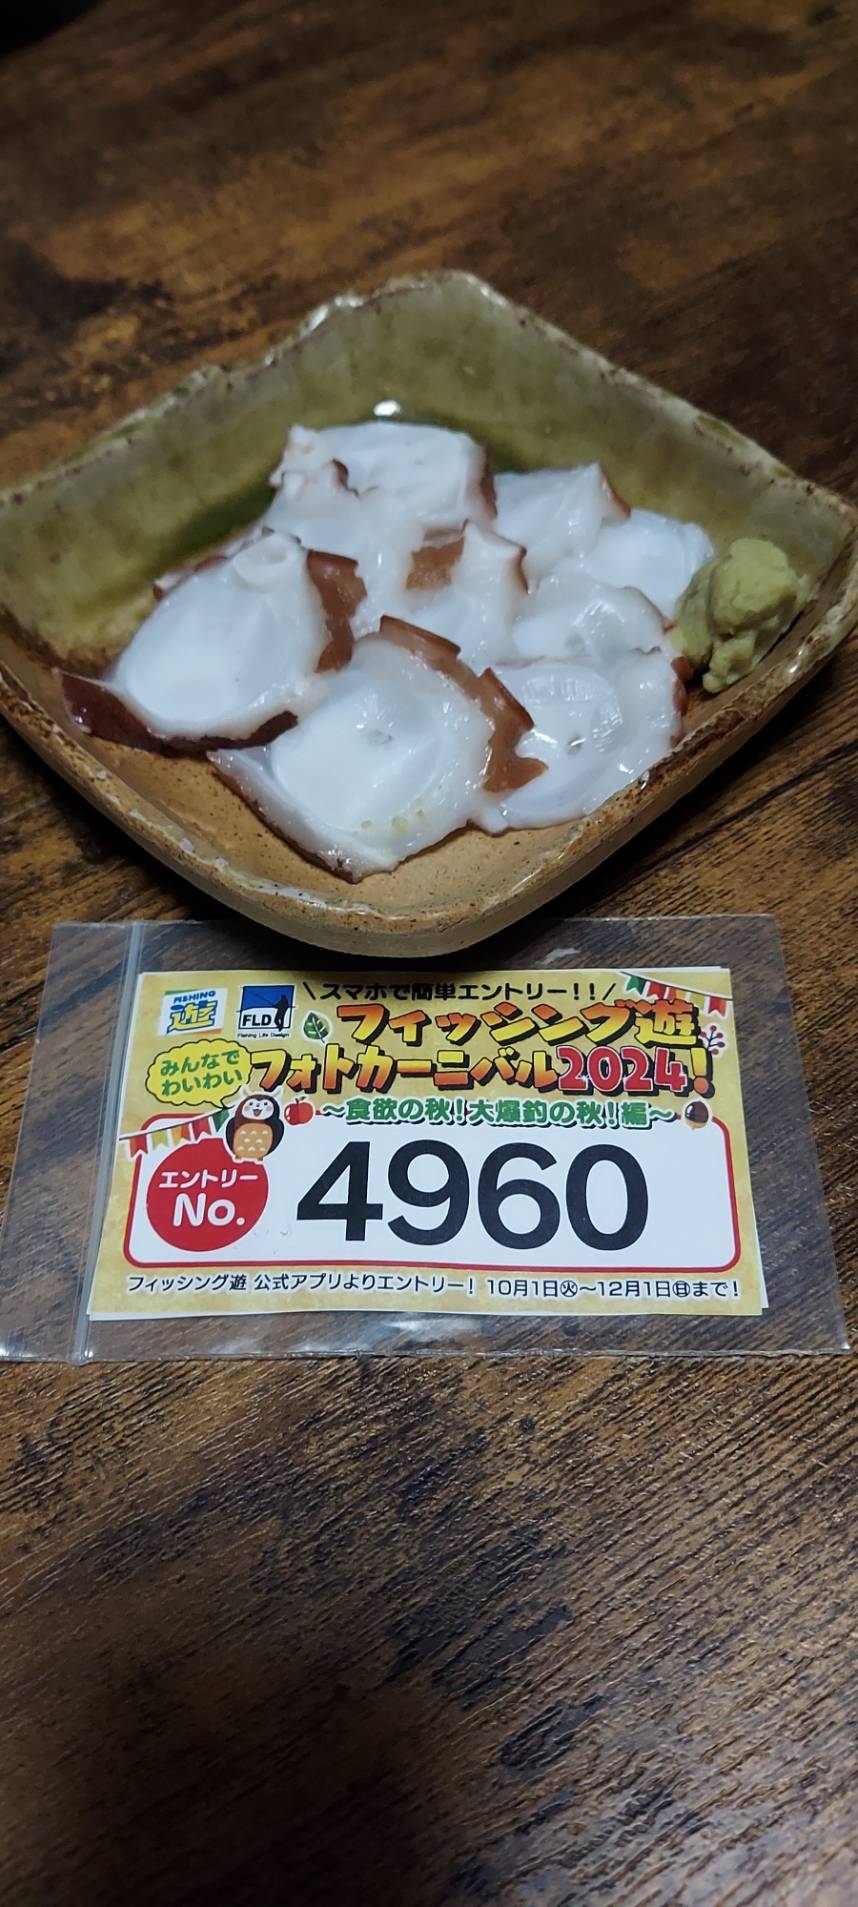 FISHING
遊
FLD
Fishing Life Design
\スマホで簡単エントリー!!/
フィッシング遊
みんなで
わいわい
フォトカーニバル2024!
～食欲の秋!大爆釣の秋!編～
エントリー
No.
4960
フィッシング遊 公式アプリよりエントリー! 10月1日㊋～12月1日㊐まで!